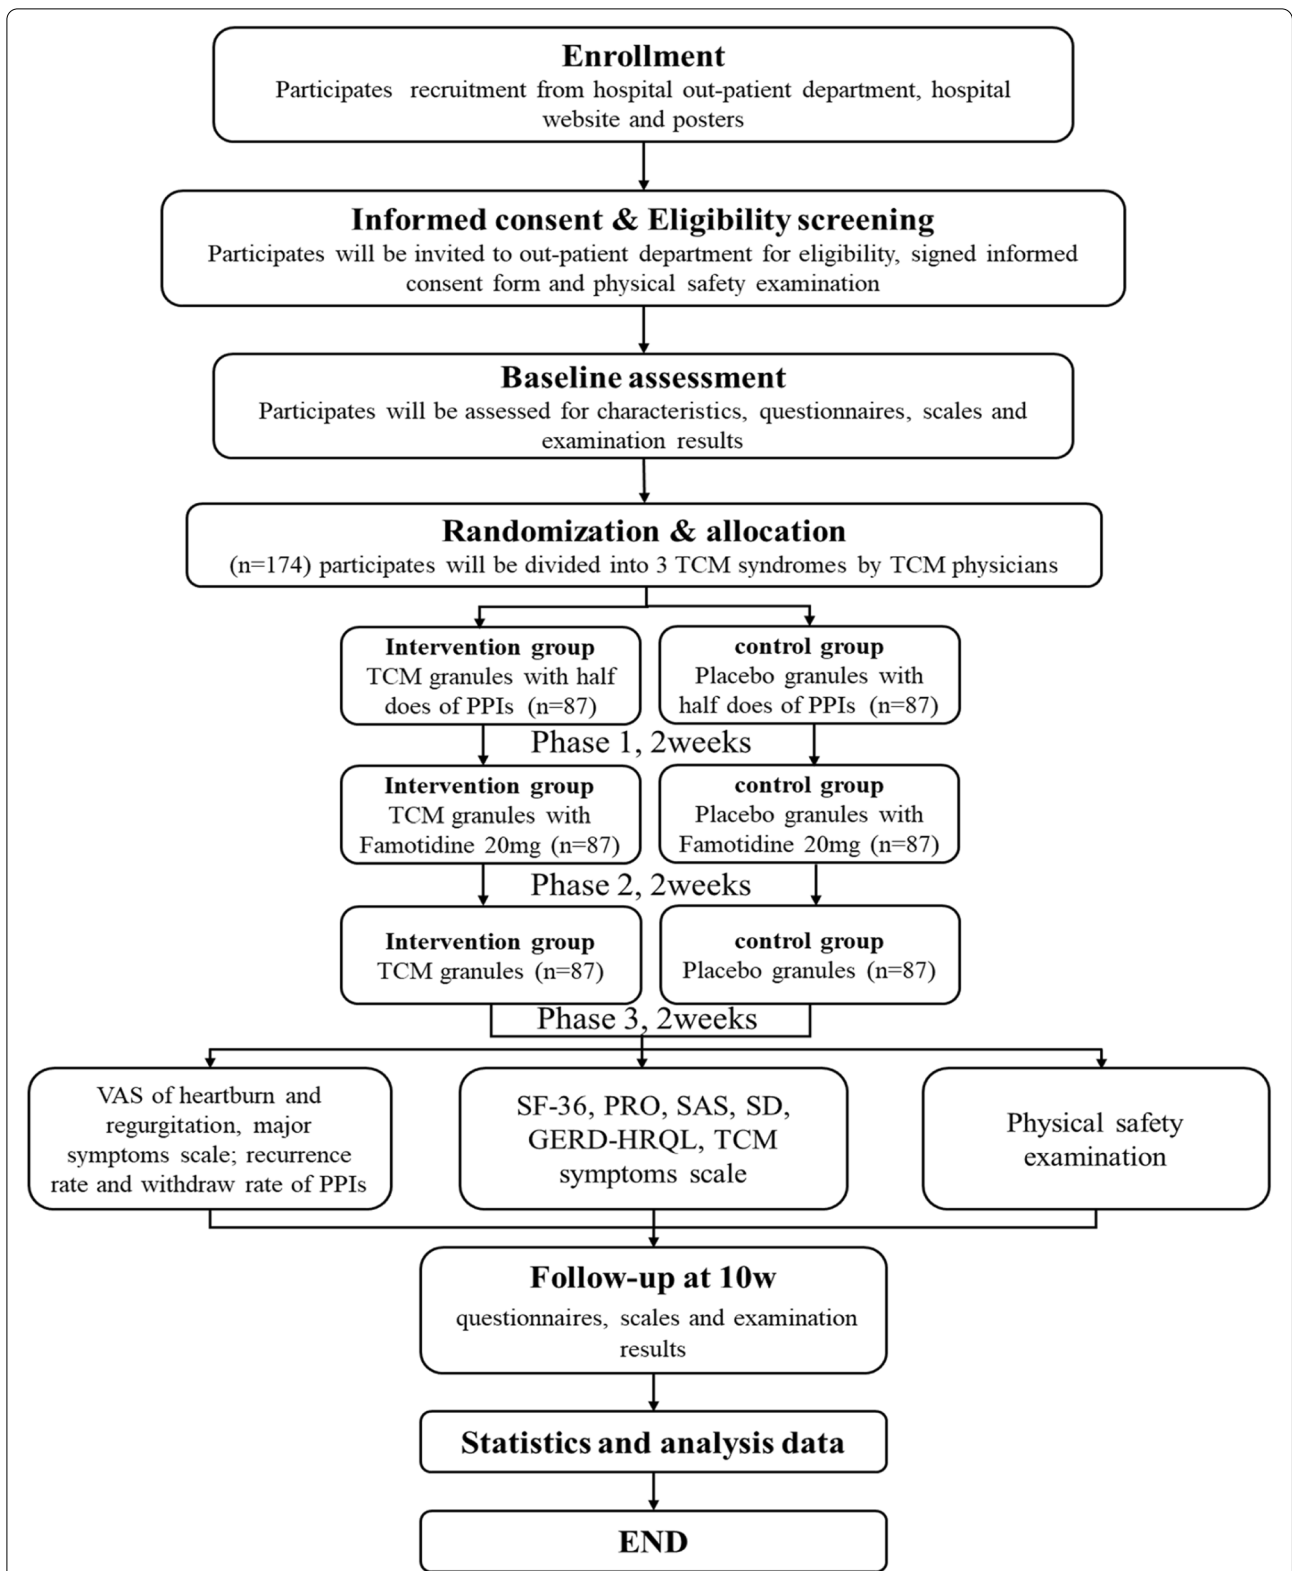 Enrollment
Participates recruitment from hospital out-patient department, hospital
website and posters
Informed consent & Eligibility screening
Participates will be invited to out-patient department for eligibility, signed informed
consent form and physical safety examination
Baseline assessment
Participates will be assessed for characteristics, questionnaires, scales and
examination results
Randomization & allocation
(n=174) participates will be divided into 3 TCM syndromes by TCM physicians
Intervention group
TCM granules with half
does of PPIs (n=87)
control group
Placebo granules with
half does of PPIs (n=87)
Phase 1, 2weeks
Intervention group
TCM granules with
Famotidine 20mg (n=87)
control group
Placebo granules with
Famotidine 20mg (n=87)
Phase 2, 2weeks
Intervention group
TCM granules (n=87)
control group
Placebo granules (n=87)
Phase 3, 2weeks
VAS of heartburn and
regurgitation, major
symptoms scale; recurrence
rate and withdraw rate of PPIs
SF-36, PRO, SAS, SD,
GERD-HRQL, TCM
symptoms scale
Physical safety
examination
Follow-up at 10w
questionnaires, scales and examination
results
Statistics and analysis data
END